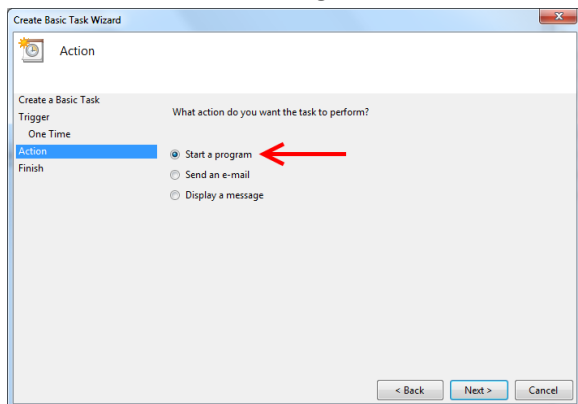 Create Basic Task Wizard
Action
Create a Basic Task
Trigger
One Time
Action
Finish
What action do you want the task to perform?
Start a program
Send an e-mail
Display a message
< Back
Next >
Cancel